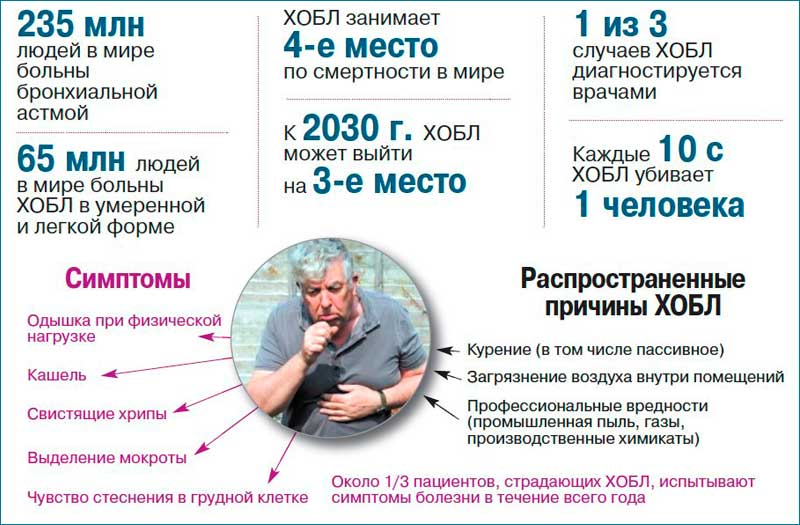 235 млн
людей в мире
больны
бронхиальной
астмой
65 млн людей
в мире больны
ХОБЛ в умеренной
и легкой форме
ХОБЛ занимает
4-е место
по смертности в мире
К 2030 г. ХОБЛ
может выйти
на 3-е место
1 из 3
случаев ХОБЛ
диагностируется
врачами
Каждые 10 с
ХОБЛ убивает
1 человека
Симптомы
Одышка при физической
нагрузке
Кашель
Свистящие хрипы
Выделение мокроты
Чувство стеснения в грудной клетке
Распространенные
причины ХОБЛ
Курение (в том числе пассивное)
Загрязнение воздуха внутри помещений
Профессиональные вредности
(промышленная пыль, газы,
производственные химикаты)
Около 1/3 пациентов, страдающих ХОБЛ, испытывают
симптомы болезни в течение всего года